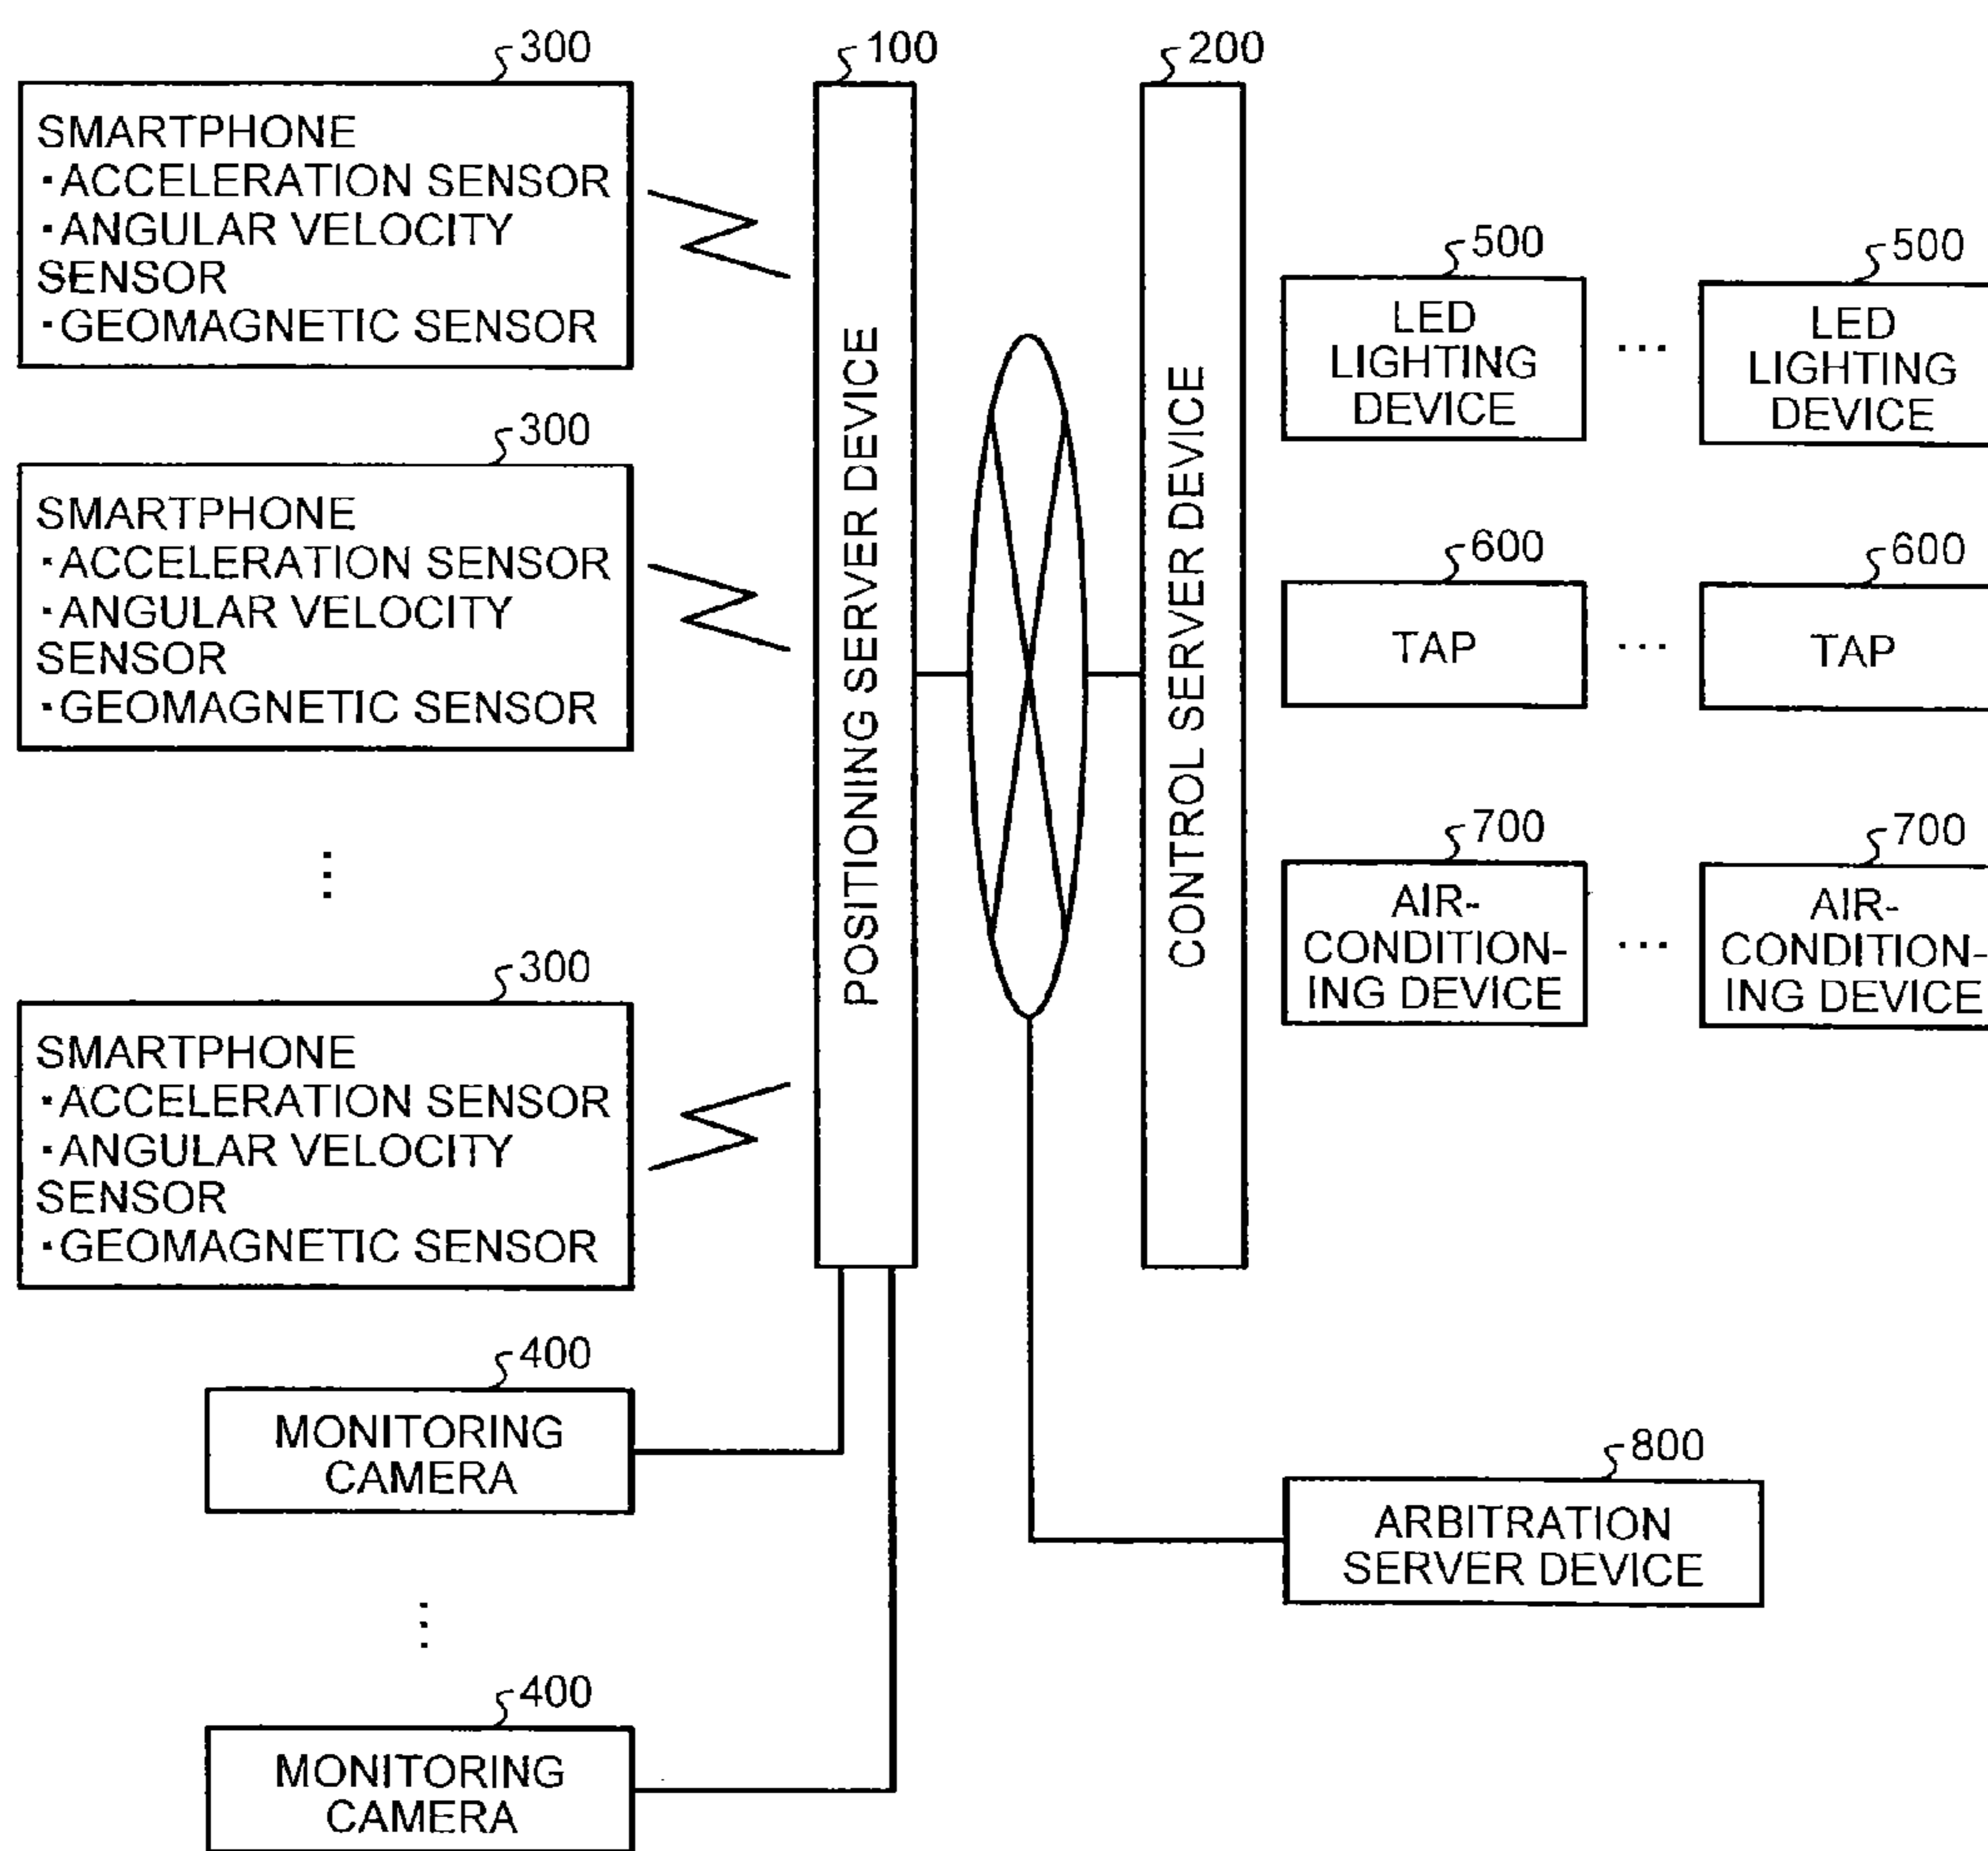 300
SMARTPHONE
・ACCELERATION SENSOR
・ANGULAR VELOCITY
SENSOR
・GEOMAGNETIC SENSOR
300
SMARTPHONE
・ACCELERATION SENSOR
・ANGULAR VELOCITY
SENSOR
・GEOMAGNETIC SENSOR
⋮
300
SMARTPHONE
・ACCELERATION SENSOR
・ANGULAR VELOCITY
SENSOR
・GEOMAGNETIC SENSOR
400
MONITORING
CAMERA
⋮
400
MONITORING
CAMERA
100
POSITIONING SERVER DEVICE
200
CONTROL SERVER DEVICE
500
LED
LIGHTING
DEVICE
...
500
LED
LIGHTING
DEVICE
600
TAP
...
600
TAP
700
AIR-
CONDITION-
ING DEVICE
...
700
AIR-
CONDITION-
ING DEVICE
800
ARBITRATION
SERVER DEVICE